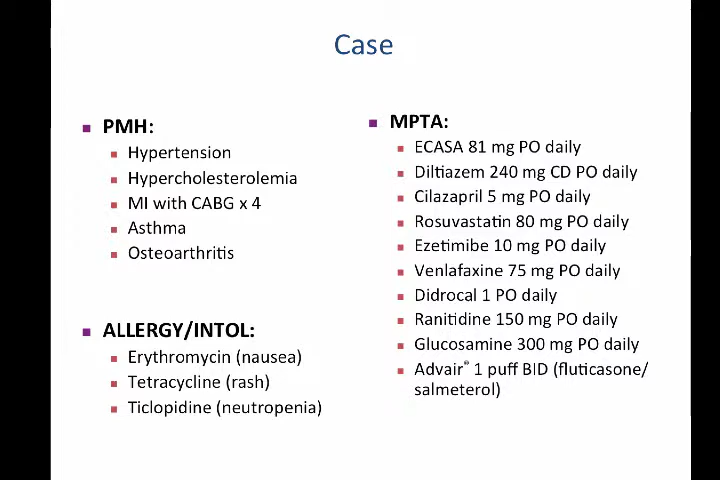 Case
PMH:
Hypertension
Hypercholesterolemia
MI with CABG x 4
Asthma
Osteoarthritis
ALLERGY/INTOL:
Erythromycin (nausea)
Tetracycline (rash)
Ticlopidine (neutropenia)
MPTA:
ECASA 81 mg PO daily
Diltiazem 240 mg CD PO daily
Cilazapril 5 mg PO daily
Rosuvastatin 80 mg PO daily
Ezetimibe 10 mg PO daily
Venlafaxine 75 mg PO daily
Didrocal 1 PO daily
Ranitidine 150 mg PO daily
Glucosamine 300 mg PO daily
Advair® 1 puff BID (fluticasone/
salmeterol)